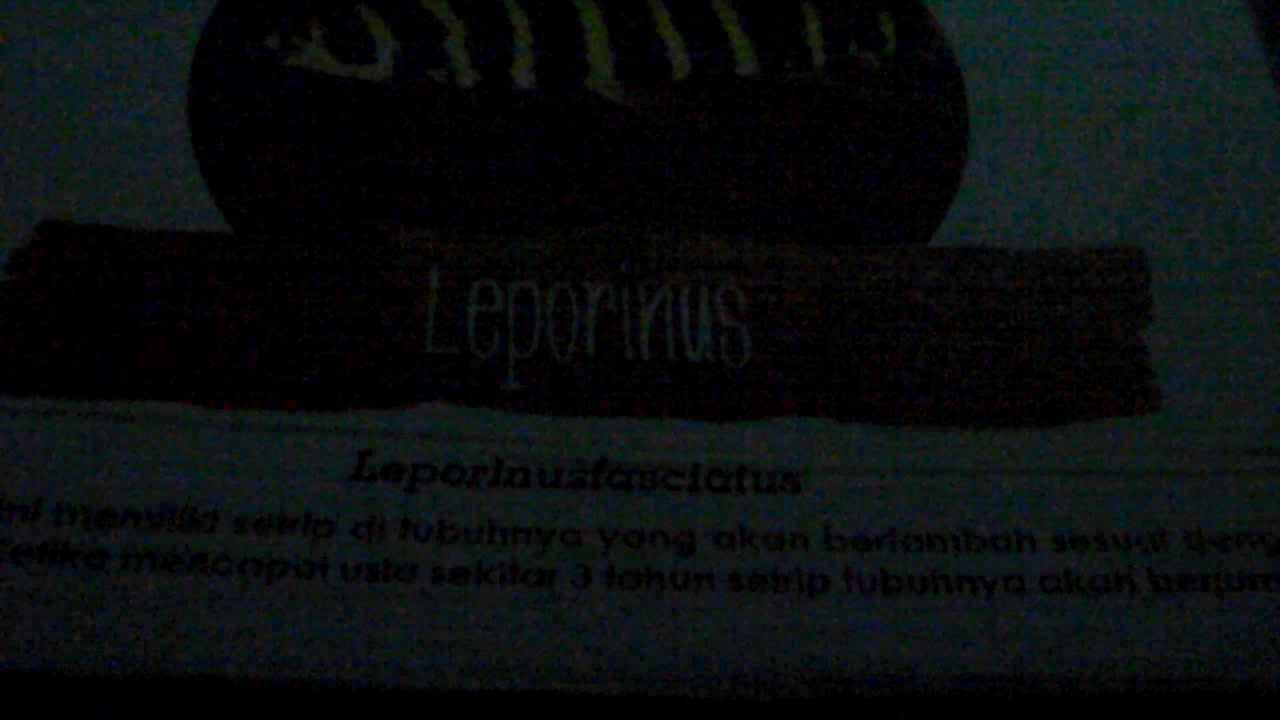 Leporinus
Leporinusfasciatus
ini memiliki setrip di tubuhnya yang akan bertambah sesuai deng
Ketika mencapai usia sekitar 3 tahun setrip tubuhnya akan berjum